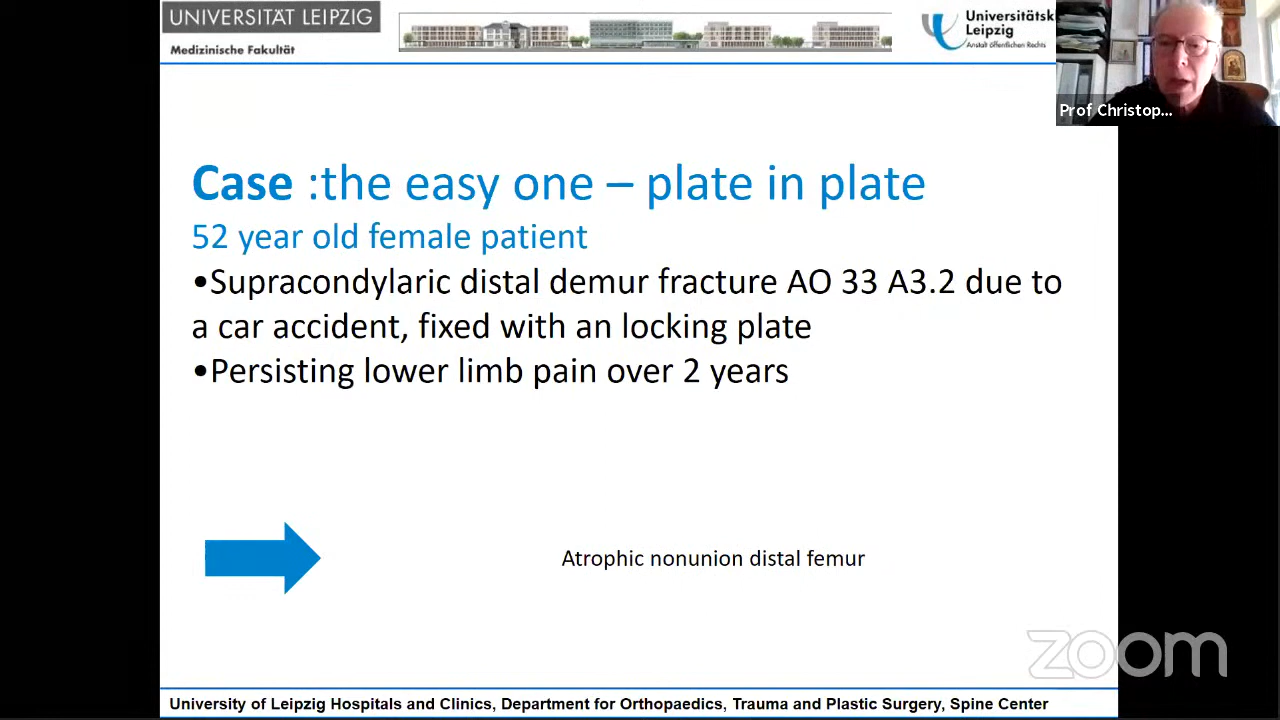 UNIVERSITÄT LEIPZIG
Medizinische Fakultät
Universitätsk
Leipzig
Anstalt öffentlichen Rechts
Prof Christop...
Case :the easy one – plate in plate
52 year old female patient
•Supracondylaric distal demur fracture AO 33 A3.2 due to
a car accident, fixed with an locking plate
•Persisting lower limb pain over 2 years
Atrophic nonunion distal femur
zoom
University of Leipzig Hospitals and Clinics, Department for Orthopaedics, Trauma and Plastic Surgery, Spine Center